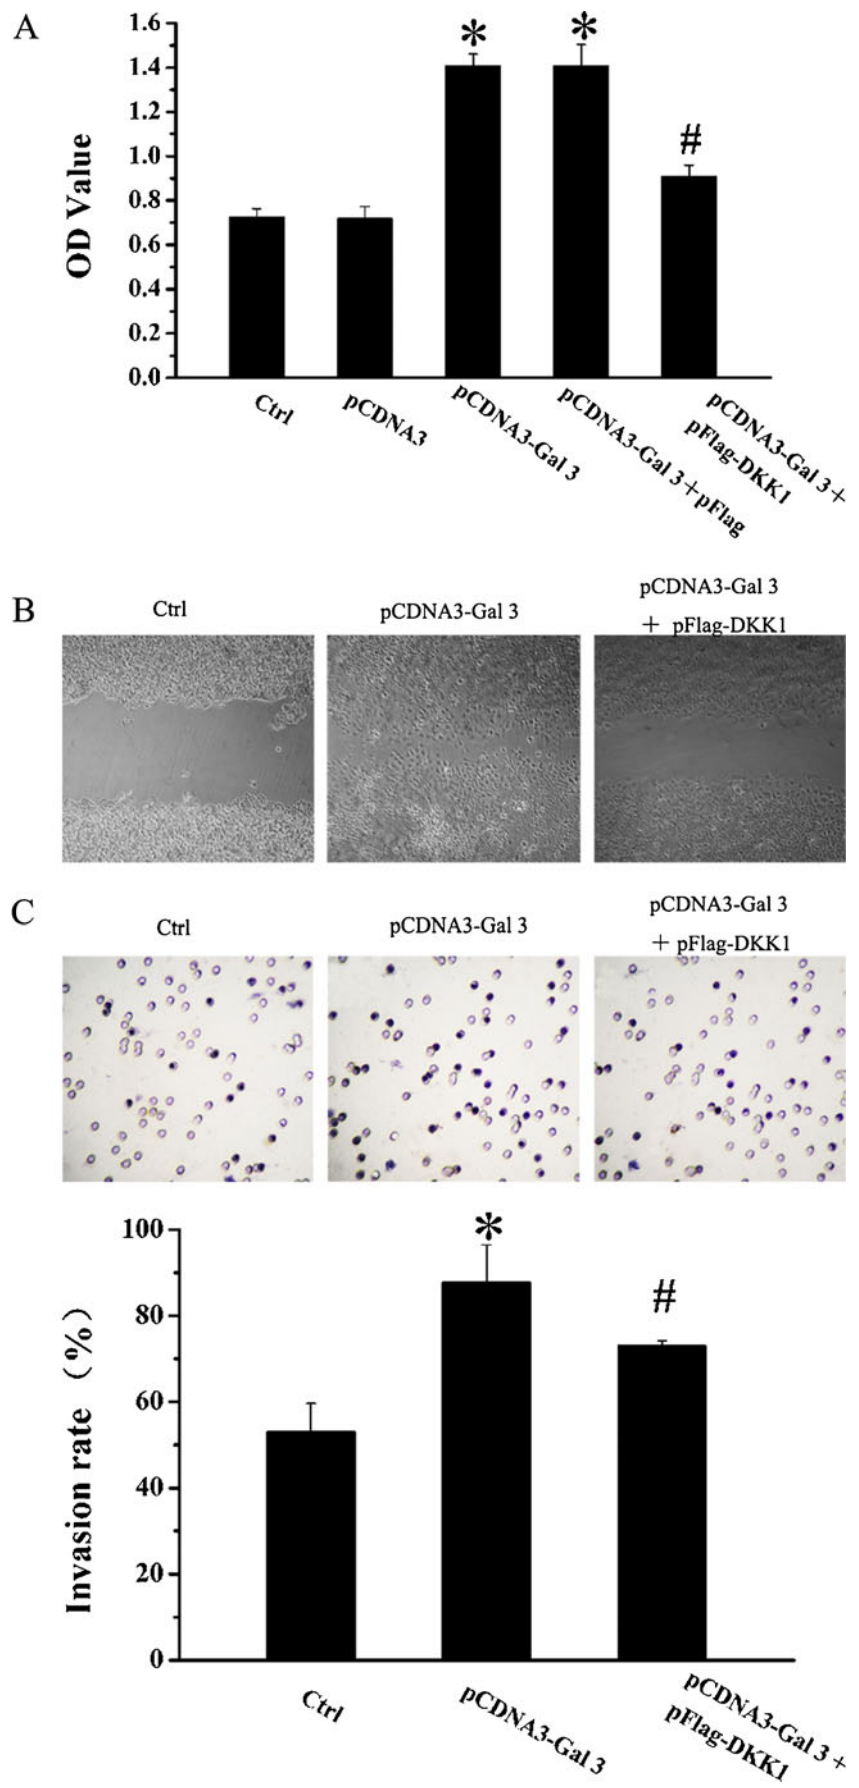 A
1.6
1.4
1.2
1.0
0.8
0.6
0.4
0.2
0.0
OD Value
*
*
#
Ctrl
pCDNA3
pCDNA3-Gal 3
pCDNA3-Gal 3+pFlag
pCDNA3-Gal 3+
pFlag-DKK1
B
Ctrl
pCDNA3-Gal 3
pCDNA3-Gal 3
+ pFlag-DKK1
C
Ctrl
pCDNA3-Gal 3
pCDNA3-Gal 3
+ pFlag-DKK1
100
80
60
40
20
0
Invasion rate （%）
*
#
Ctrl
pCDNA3-Gal 3
pCDNA3-Gal 3+
pFlag-DKK1